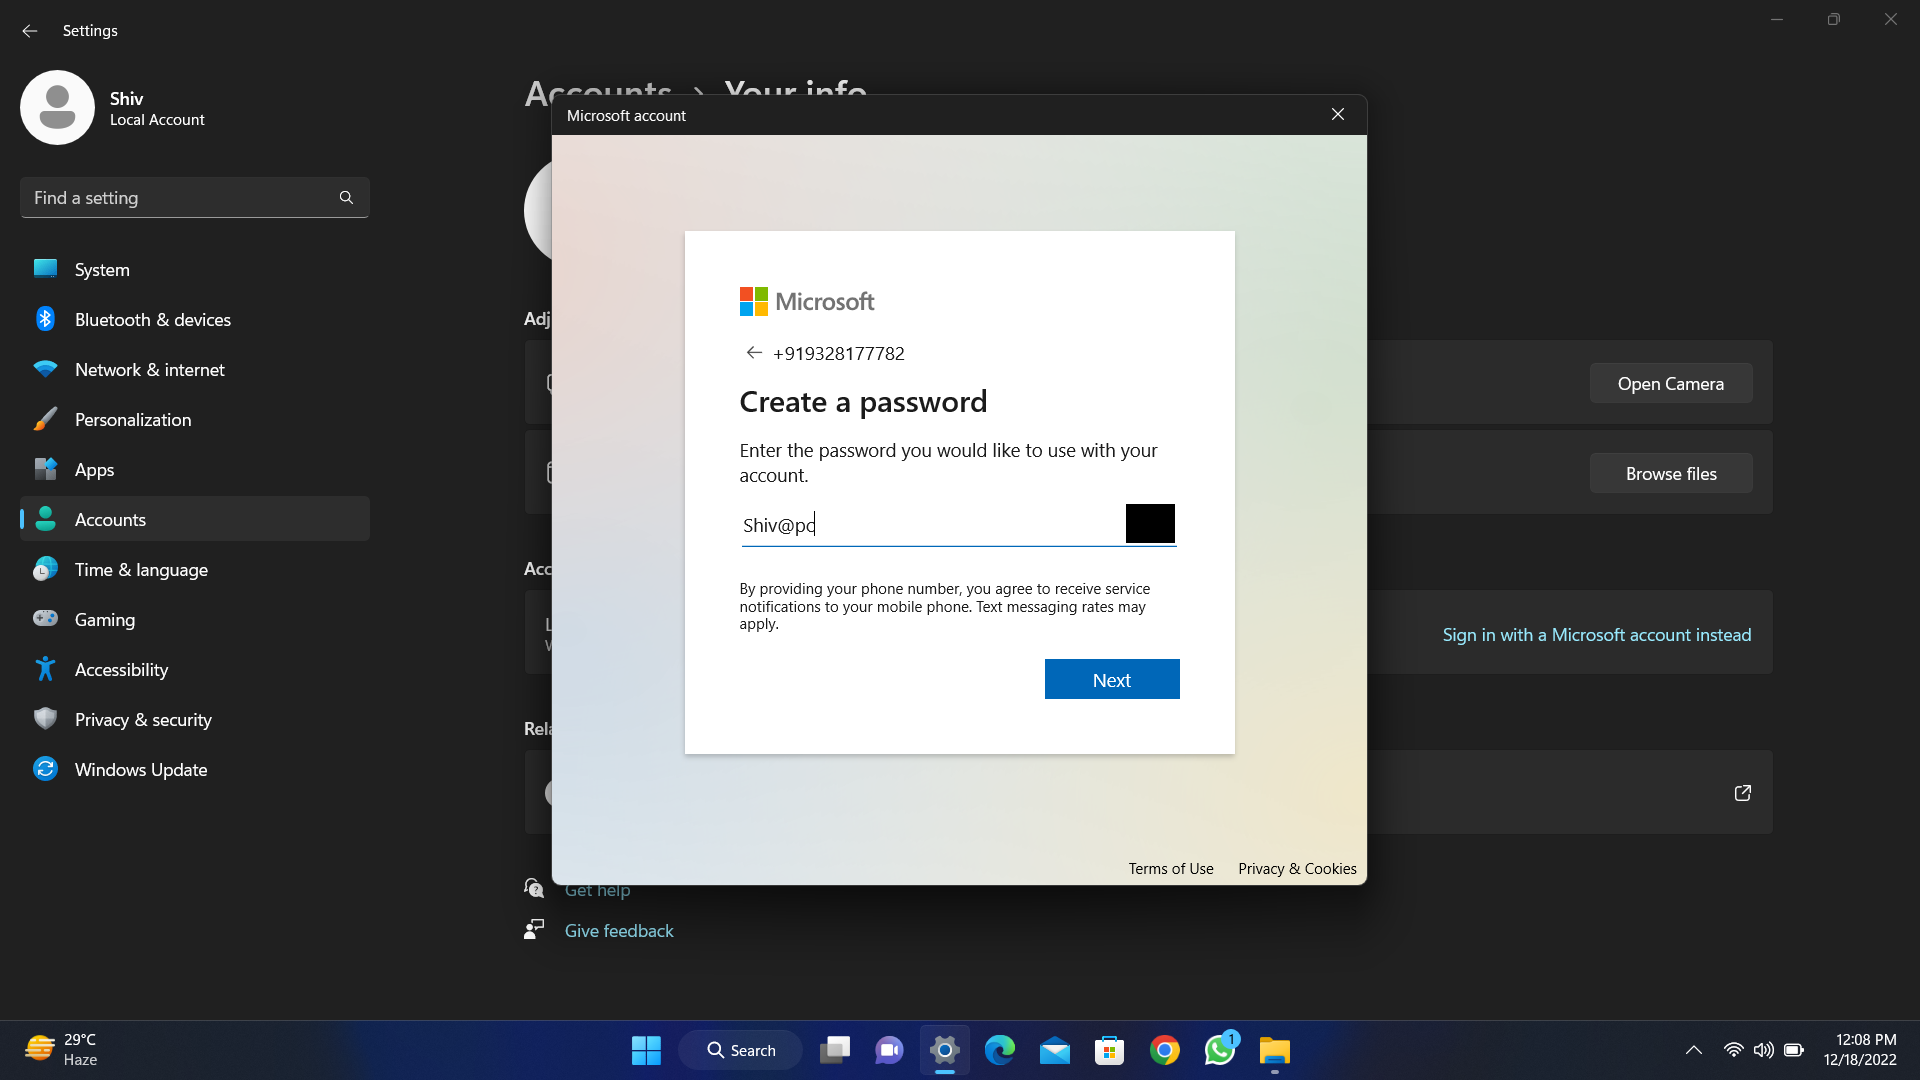 Settings
Shiv
Local Account
Find a setting
System
Bluetooth & devices
Network & internet
Personalization
Apps
Accounts
Time & language
Gaming
Accessibility
Privacy & security
Windows Update
Accounts > Your info
Adj
Open Camera
Browse files
Acc
Sign in with a Microsoft account instead
Rela
Get help
Give feedback
Microsoft account
Microsoft
+919328177782
Create a password
Enter the password you would like to use with your
account.
Shiv@pc
By providing your phone number, you agree to receive service
notifications to your mobile phone. Text messaging rates may
apply.
Next
Terms of Use Privacy & Cookies
29°C
Haze
Search
1
12:08 PM
12/18/2022